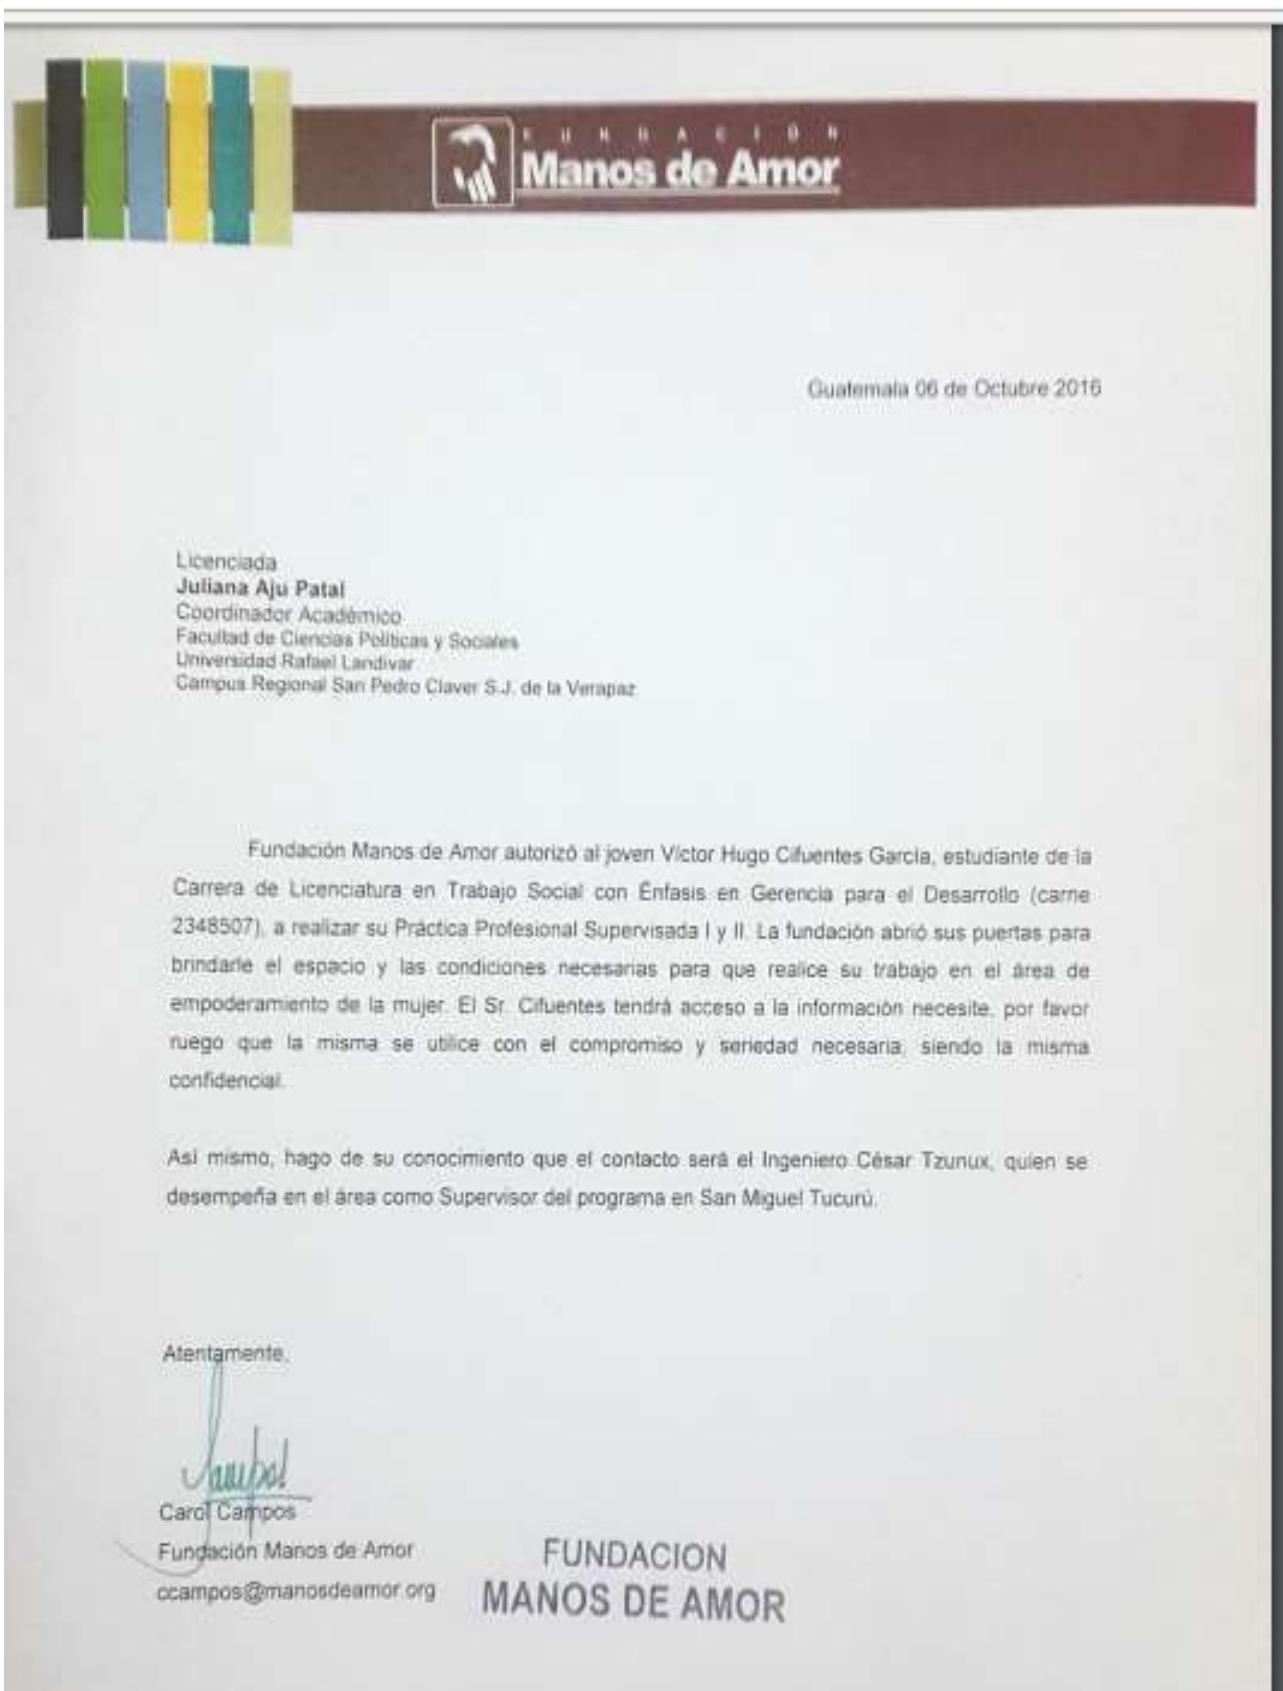 FUNDACIÓN
Manos de Amor
Guatemala 06 de Octubre 2016
Licenciada
Juliana Aju Patal
Coordinador Académico
Facultad de Ciencias Políticas y Sociales
Universidad Rafael Landivar
Campus Regional San Pedro Claver S.J. de la Verapaz
Fundación Manos de Amor autorizó al joven Víctor Hugo Cifuentes García, estudiante de la
Carrera de Licenciatura en Trabajo Social con Énfasis en Gerencia para el Desarrollo (carne
2348507), a realizar su Práctica Profesional Supervisada I y II. La fundación abrió sus puertas para
brindarle el espacio y las condiciones necesarias para que realice su trabajo en el área de
empoderamiento de la mujer. El Sr. Cifuentes tendrá acceso a la información necesite, por favor
ruego que la misma se utilice con el compromiso y seriedad necesaria, siendo la misma
confidencial.
Así mismo, hago de su conocimiento que el contacto será el Ingeniero César Tzunux, quien se
desempeña en el área como Supervisor del programa en San Miguel Tucurú.
Atentamente,
Carol Campos
Fundación Manos de Amor
ccampos@manosdeamor.org
FUNDACION
MANOS DE AMOR